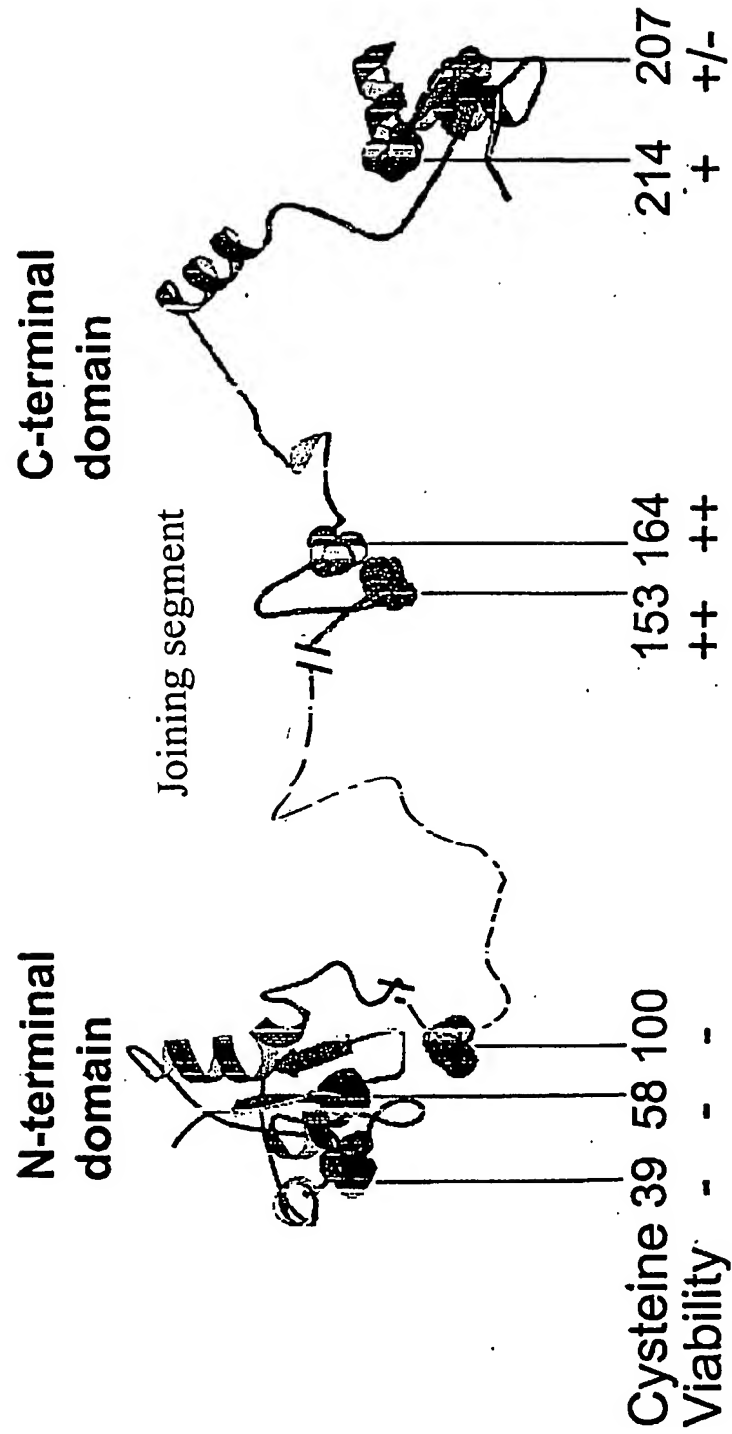 N-terminal
domain
Joining segment
C-terminal
domain
Cysteine 39 58 100 153 164 214 207
Viability - - - ++ ++ + +/-